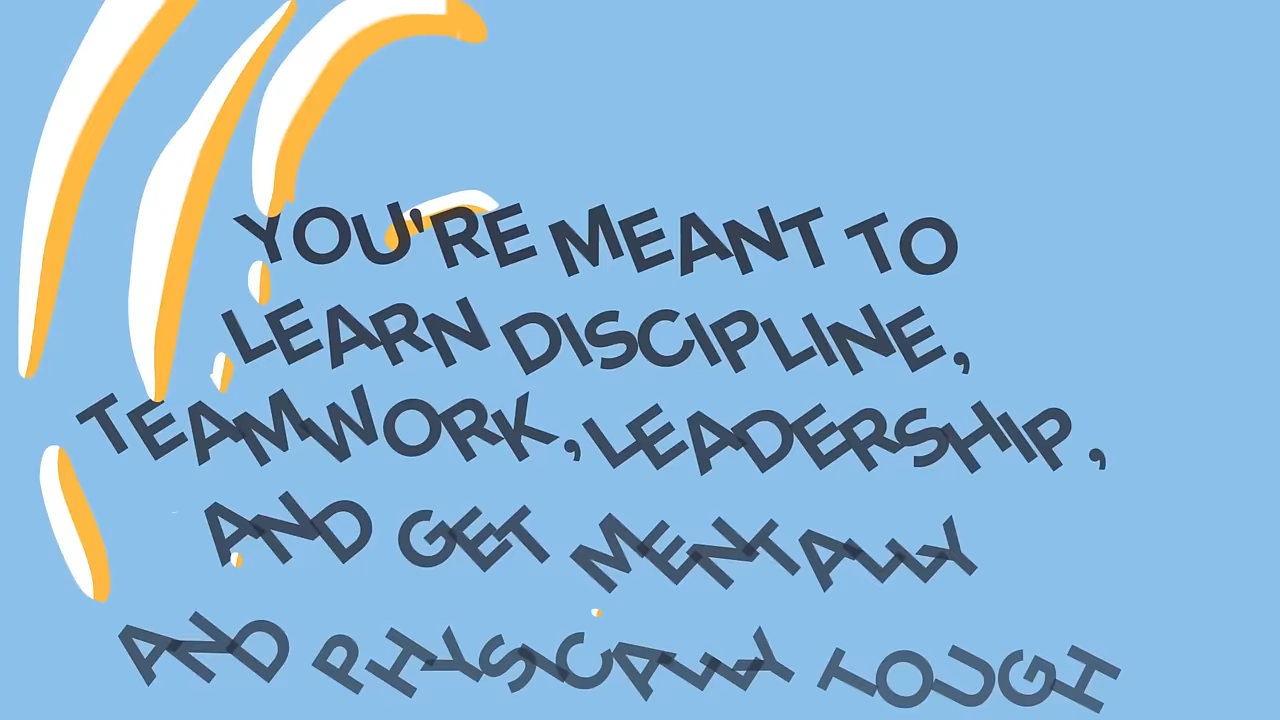 YOU'RE MEANT TO
LEARN DISCIPLINE,
TEAMWORK, LEADERSHIP,
AND GET MENTALLY
AND PHYSICALLY TOUGH